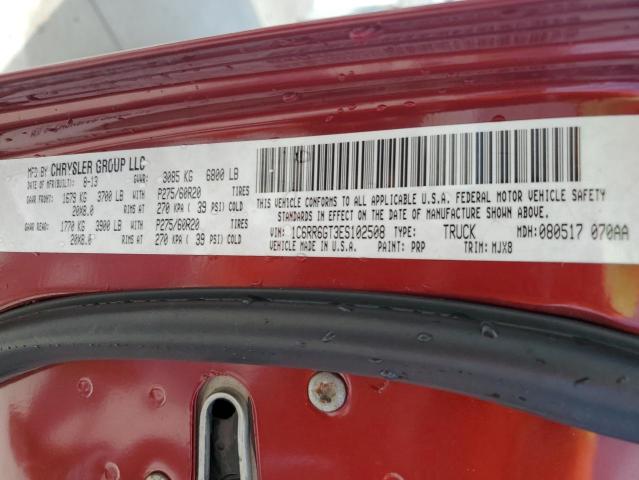 MFD BY CHRYSLER GROUP LLC
DATE OF MFR(BUILT): 8-13 GVWR: 3085 KG 6800 LB
GAWR FRONT: 1679 KG 3700 LB WITH P275/60R20 TIRES
20X8.0 RIMS AT 270 KPA ( 39 PSI) COLD
GAWR REAR: 1770 KG 3900 LB WITH P275/60R20 TIRES
20X8.0 RIMS AT 270 KPA ( 39 PSI) COLD
THIS VEHICLE CONFORMS TO ALL APPLICABLE U.S.A. FEDERAL MOTOR VEHICLE SAFETY
STANDARDS IN EFFECT ON THE DATE OF MANUFACTURE SHOWN ABOVE.
VIN: 1C6RR6GT3ES102508 TYPE: TRUCK MDH: 080517 070AA
VEHICLE MADE IN U.S.A. PAINT: PRP TRIM: MJX8